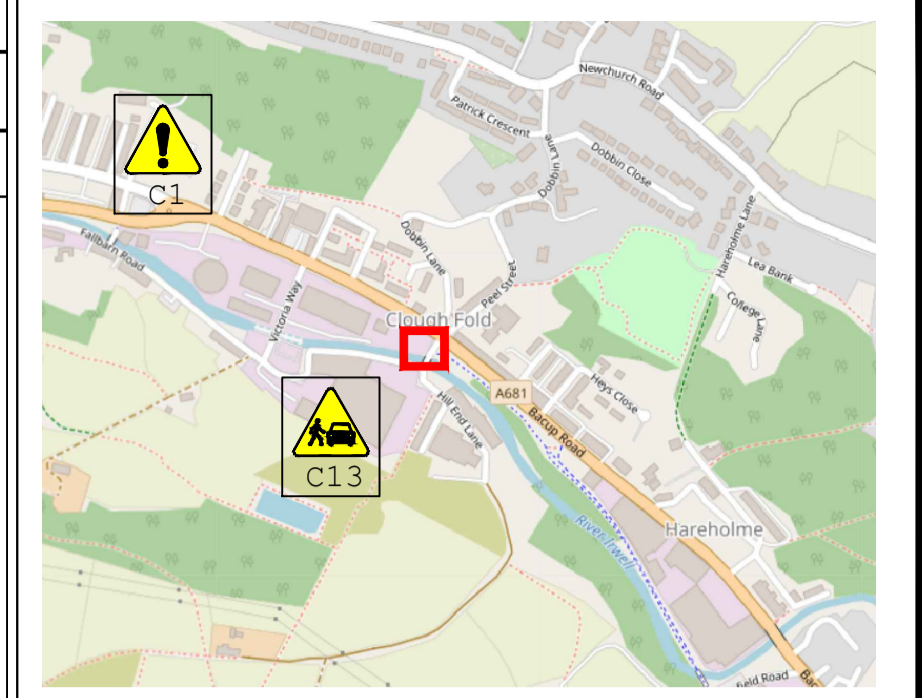 Newchurch Road
Patrick Crescent
Dobbin Lane
Dobbin Close
C1
Fallbarn Road
Dobbin Lane
Hareholme Lane
Lea Bank
Peel Street
Victoria Way
College Lane
Clough Fold
A681
Heys Close
Hill End Lane
Bacup Road
C13
River Irwell
Hareholme
field Road